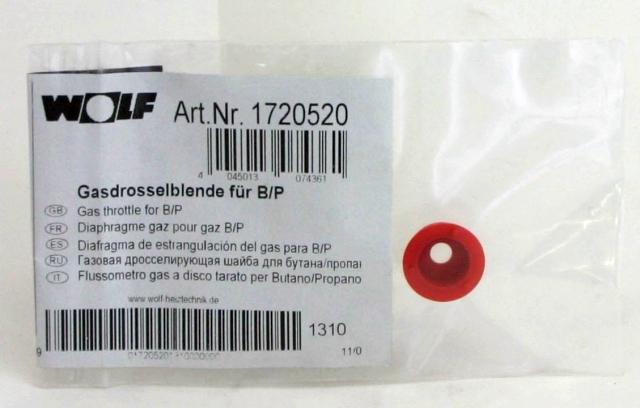 WOLF Art.Nr. 1720520
4 045013 074361
Gasdrosselblende für B/P
GB Gas throttle for B/P
FR Diaphragme gaz pour gaz B/P
ES Diafragma de estrangulación del gas para B/P
RU Газовая дросселирующая шайба для бутана/пропан
IT Flussometro gas a disco tarato per Butano/Propano
www.wolf-heiztechnik.de
1310
9
11/0